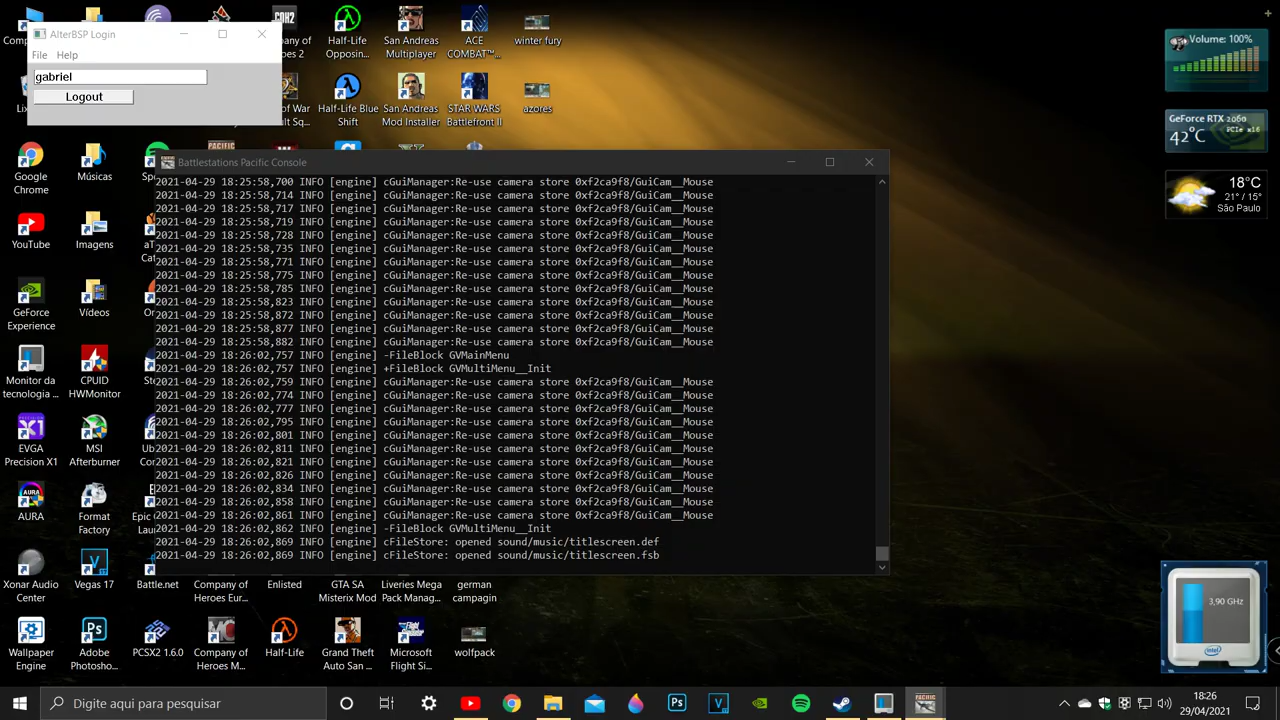 AlterBSP Login
File Help
gabriel
Logout
Half-Life Opposin...
San Andreas Multiplayer
ACE COMBAT™...
winter fury
Half-Life Blue Shift
San Andreas Mod Installer
STAR WARS Battlefront II
azores
Google Chrome
Músicas
YouTube
Imagens
GeForce Experience
Vídeos
Monitor da tecnologia ...
CPUID HWMonitor
EVGA Precision X1
MSI Afterburner
AURA
Format Factory
Xonar Audio Center
Vegas 17
Battle.net
Company of Heroes Eur...
Enlisted
GTA SA Misterix Mod
Liveries Mega Pack Manag...
german campagin
Wallpaper Engine
Adobe Photosho...
PCSX2 1.6.0
Company of Heroes M...
Half-Life
Grand Theft Auto San ...
Microsoft Flight Si...
wolfpack
Battlestations Pacific Console
2021-04-29 18:25:58,700 INFO [engine] cGuiManager:Re-use camera store 0xf2ca9f8/GuiCam__Mouse
2021-04-29 18:25:58,714 INFO [engine] cGuiManager:Re-use camera store 0xf2ca9f8/GuiCam__Mouse
2021-04-29 18:25:58,717 INFO [engine] cGuiManager:Re-use camera store 0xf2ca9f8/GuiCam__Mouse
2021-04-29 18:25:58,719 INFO [engine] cGuiManager:Re-use camera store 0xf2ca9f8/GuiCam__Mouse
2021-04-29 18:25:58,728 INFO [engine] cGuiManager:Re-use camera store 0xf2ca9f8/GuiCam__Mouse
2021-04-29 18:25:58,735 INFO [engine] cGuiManager:Re-use camera store 0xf2ca9f8/GuiCam__Mouse
2021-04-29 18:25:58,771 INFO [engine] cGuiManager:Re-use camera store 0xf2ca9f8/GuiCam__Mouse
2021-04-29 18:25:58,775 INFO [engine] cGuiManager:Re-use camera store 0xf2ca9f8/GuiCam__Mouse
2021-04-29 18:25:58,785 INFO [engine] cGuiManager:Re-use camera store 0xf2ca9f8/GuiCam__Mouse
2021-04-29 18:25:58,823 INFO [engine] cGuiManager:Re-use camera store 0xf2ca9f8/GuiCam__Mouse
2021-04-29 18:25:58,872 INFO [engine] cGuiManager:Re-use camera store 0xf2ca9f8/GuiCam__Mouse
2021-04-29 18:25:58,877 INFO [engine] cGuiManager:Re-use camera store 0xf2ca9f8/GuiCam__Mouse
2021-04-29 18:25:58,882 INFO [engine] cGuiManager:Re-use camera store 0xf2ca9f8/GuiCam__Mouse
2021-04-29 18:26:02,757 INFO [engine] -FileBlock GVMainMenu
2021-04-29 18:26:02,757 INFO [engine] +FileBlock GVMultiMenu__Init
2021-04-29 18:26:02,759 INFO [engine] cGuiManager:Re-use camera store 0xf2ca9f8/GuiCam__Mouse
2021-04-29 18:26:02,774 INFO [engine] cGuiManager:Re-use camera store 0xf2ca9f8/GuiCam__Mouse
2021-04-29 18:26:02,777 INFO [engine] cGuiManager:Re-use camera store 0xf2ca9f8/GuiCam__Mouse
2021-04-29 18:26:02,795 INFO [engine] cGuiManager:Re-use camera store 0xf2ca9f8/GuiCam__Mouse
2021-04-29 18:26:02,801 INFO [engine] cGuiManager:Re-use camera store 0xf2ca9f8/GuiCam__Mouse
2021-04-29 18:26:02,811 INFO [engine] cGuiManager:Re-use camera store 0xf2ca9f8/GuiCam__Mouse
2021-04-29 18:26:02,821 INFO [engine] cGuiManager:Re-use camera store 0xf2ca9f8/GuiCam__Mouse
2021-04-29 18:26:02,826 INFO [engine] cGuiManager:Re-use camera store 0xf2ca9f8/GuiCam__Mouse
2021-04-29 18:26:02,834 INFO [engine] cGuiManager:Re-use camera store 0xf2ca9f8/GuiCam__Mouse
2021-04-29 18:26:02,858 INFO [engine] cGuiManager:Re-use camera store 0xf2ca9f8/GuiCam__Mouse
2021-04-29 18:26:02,861 INFO [engine] cGuiManager:Re-use camera store 0xf2ca9f8/GuiCam__Mouse
2021-04-29 18:26:02,862 INFO [engine] -FileBlock GVMultiMenu__Init
2021-04-29 18:26:02,869 INFO [engine] cFileStore: opened sound/music/titlescreen.def
2021-04-29 18:26:02,869 INFO [engine] cFileStore: opened sound/music/titlescreen.fsb
Volume: 100%
GeForce RTX 2060
42°C PCIe x16
18°C
21° / 15°
São Paulo
3,90 GHz
intel
Digite aqui para pesquisar
18:26
29/04/2021